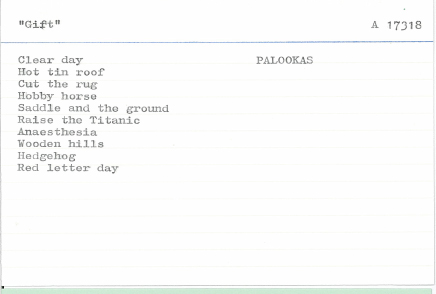 "Gift"
A 17318
Clear day
PALOOKAS
Hot tin roof
Cut the rug
Hobby horse
Saddle and the ground
Raise the Titanic
Anaesthesia
Wooden hills
Hedgehog
Red letter day